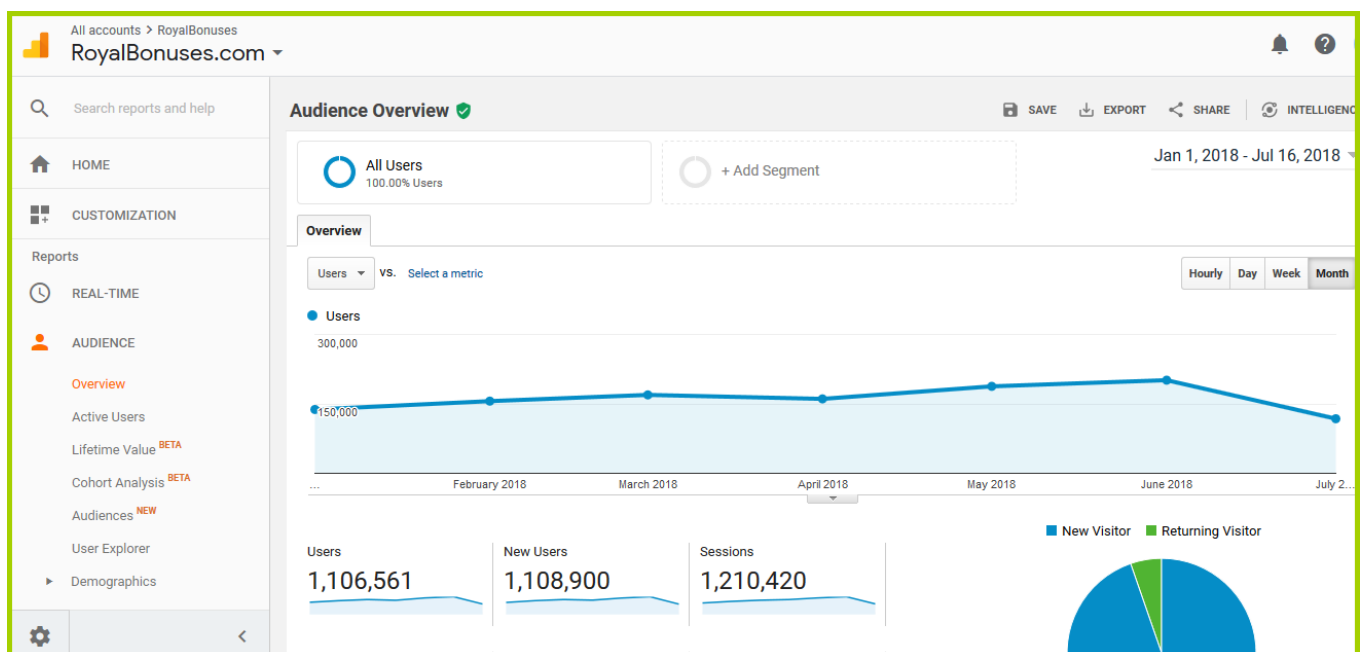 All accounts > RoyalBonuses
RoyalBonuses.com
Search reports and help
HOME
CUSTOMIZATION
Reports
REAL-TIME
AUDIENCE
Overview
Active Users
Lifetime Value BETA
Cohort Analysis BETA
Audiences NEW
User Explorer
Demographics
Audience Overview
SAVE EXPORT SHARE INTELLIGENC
All Users
100.00% Users
+ Add Segment
Jan 1, 2018 - Jul 16, 2018
Overview
Users VS. Select a metric
Hourly Day Week Month
Users
300,000
150,000
... February 2018 March 2018 April 2018 May 2018 June 2018 July 2...
New Visitor Returning Visitor
Users New Users Sessions
1,106,561 1,108,900 1,210,420